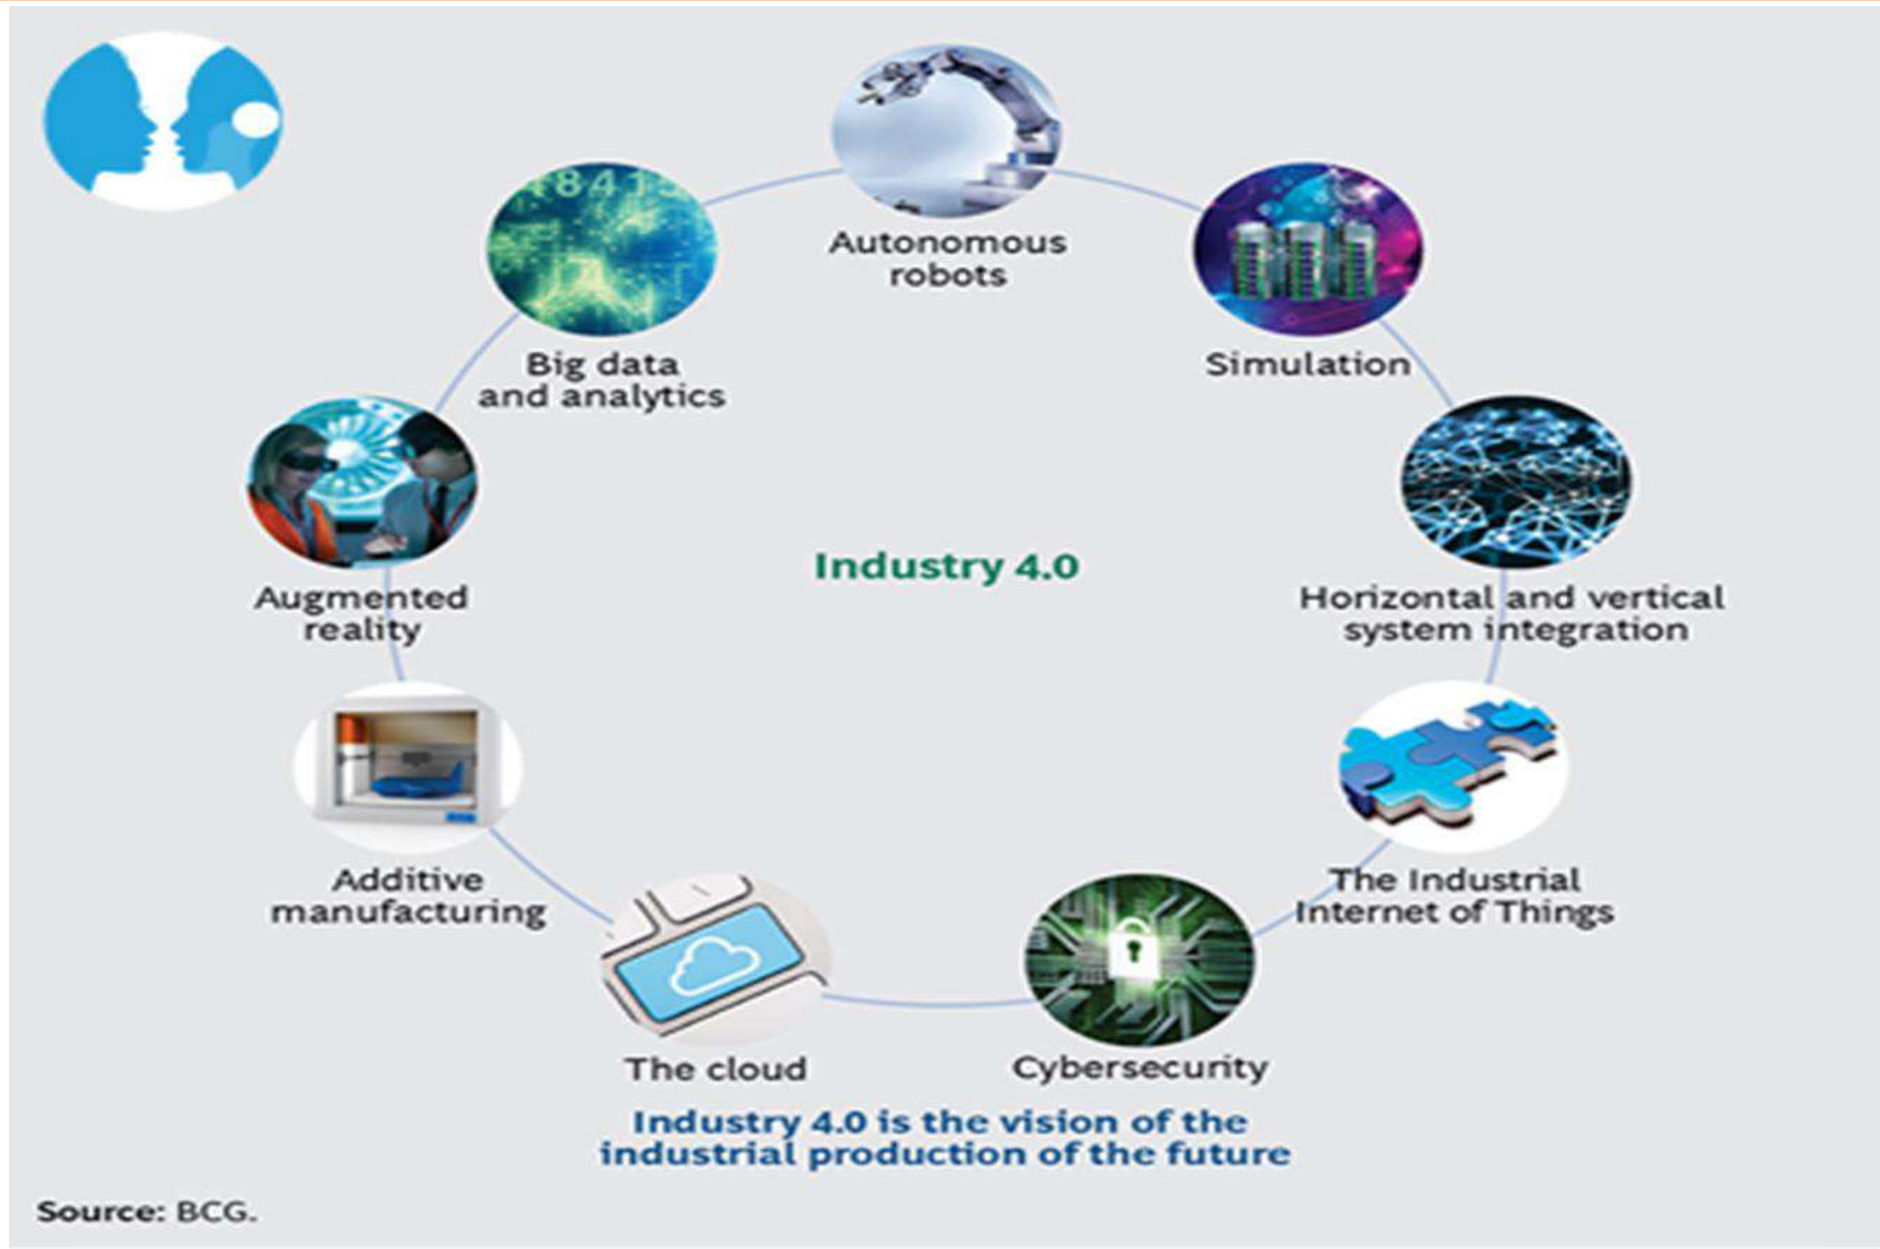 Autonomous
robots
Simulation
Horizontal and vertical
system integration
The Industrial
Internet of Things
Cybersecurity
The cloud
Additive
manufacturing
Augmented
reality
Big data
and analytics
Industry 4.0
Industry 4.0 is the vision of the
industrial production of the future
Source: BCG.